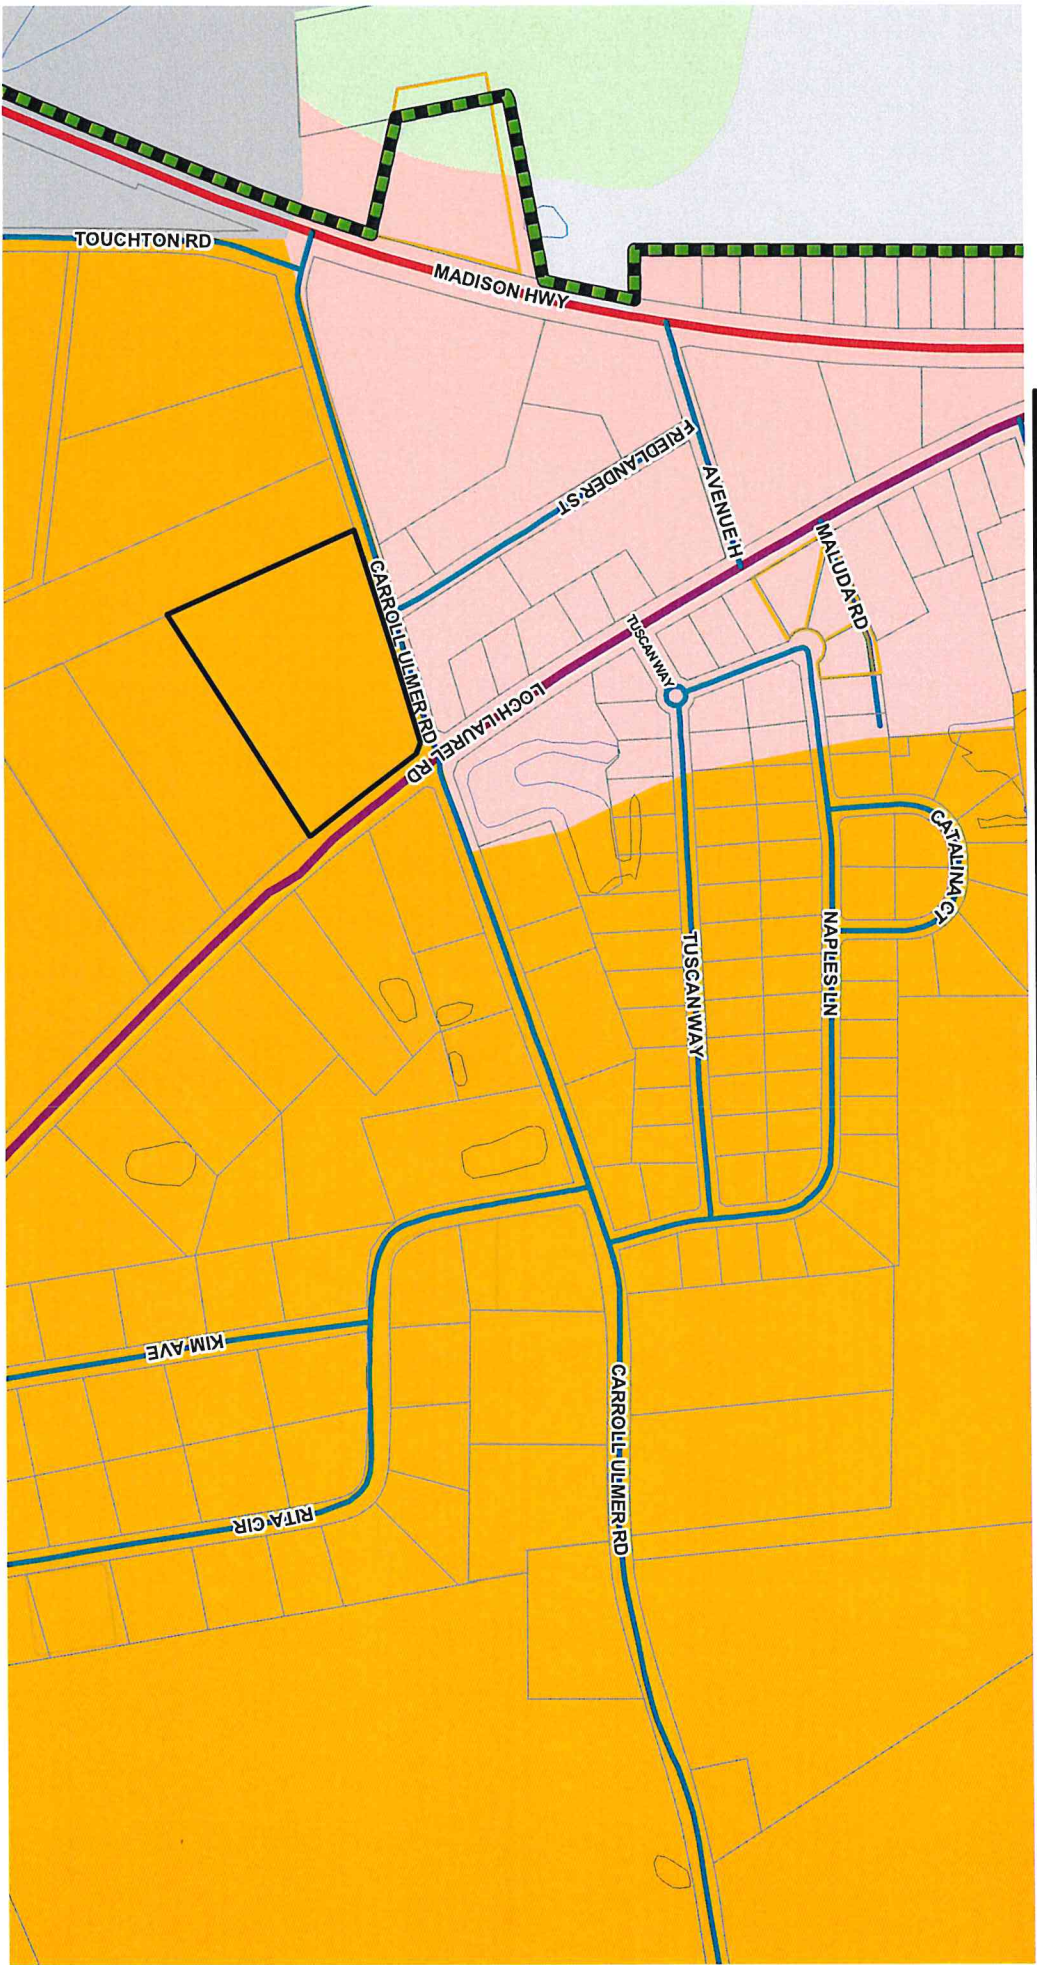 TOUCHTON RD
MADISON HWY
FRIEDLANDER ST
AVENUE H
MALUDA RD
CARROLL ULMER RD
TUSCAN WAY
LOCH LAUREL RD
CATALINA CT
NAPLES LN
TUSCAN WAY
KIM AVE
CARROLL ULMER RD
RITA CIR